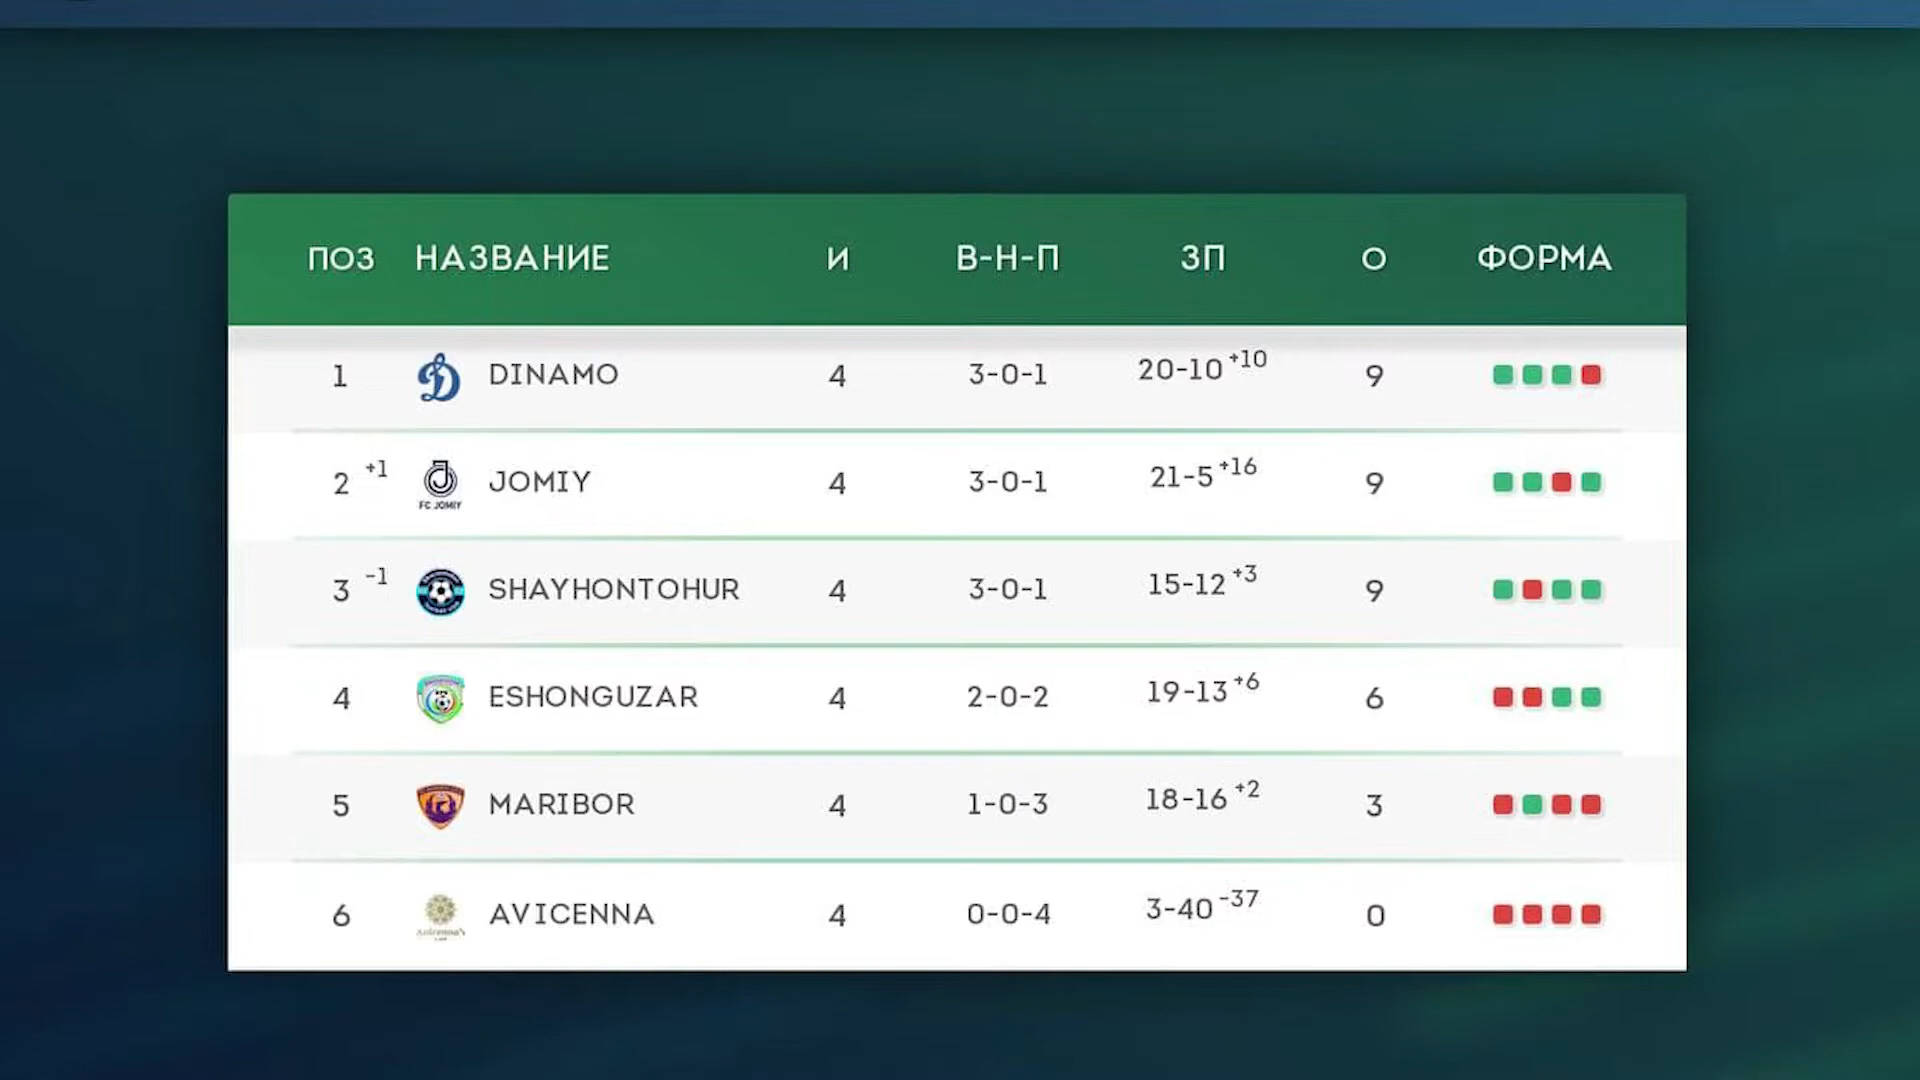 ПОЗ НАЗВАНИЕ И В-Н-П ЗП О ФОРМА
1 DINAMO 4 3-0-1 20-10 +10 9
2 +1 FC JOMIY JOMIY 4 3-0-1 21-5 +16 9
3 -1 SHAYHONTOHUR 4 3-0-1 15-12 +3 9
4 ESHONGUZAR 4 2-0-2 19-13 +6 6
5 MARIBOR 4 1-0-3 18-16 +2 3
6 AVICENNA 4 0-0-4 3-40 -37 0